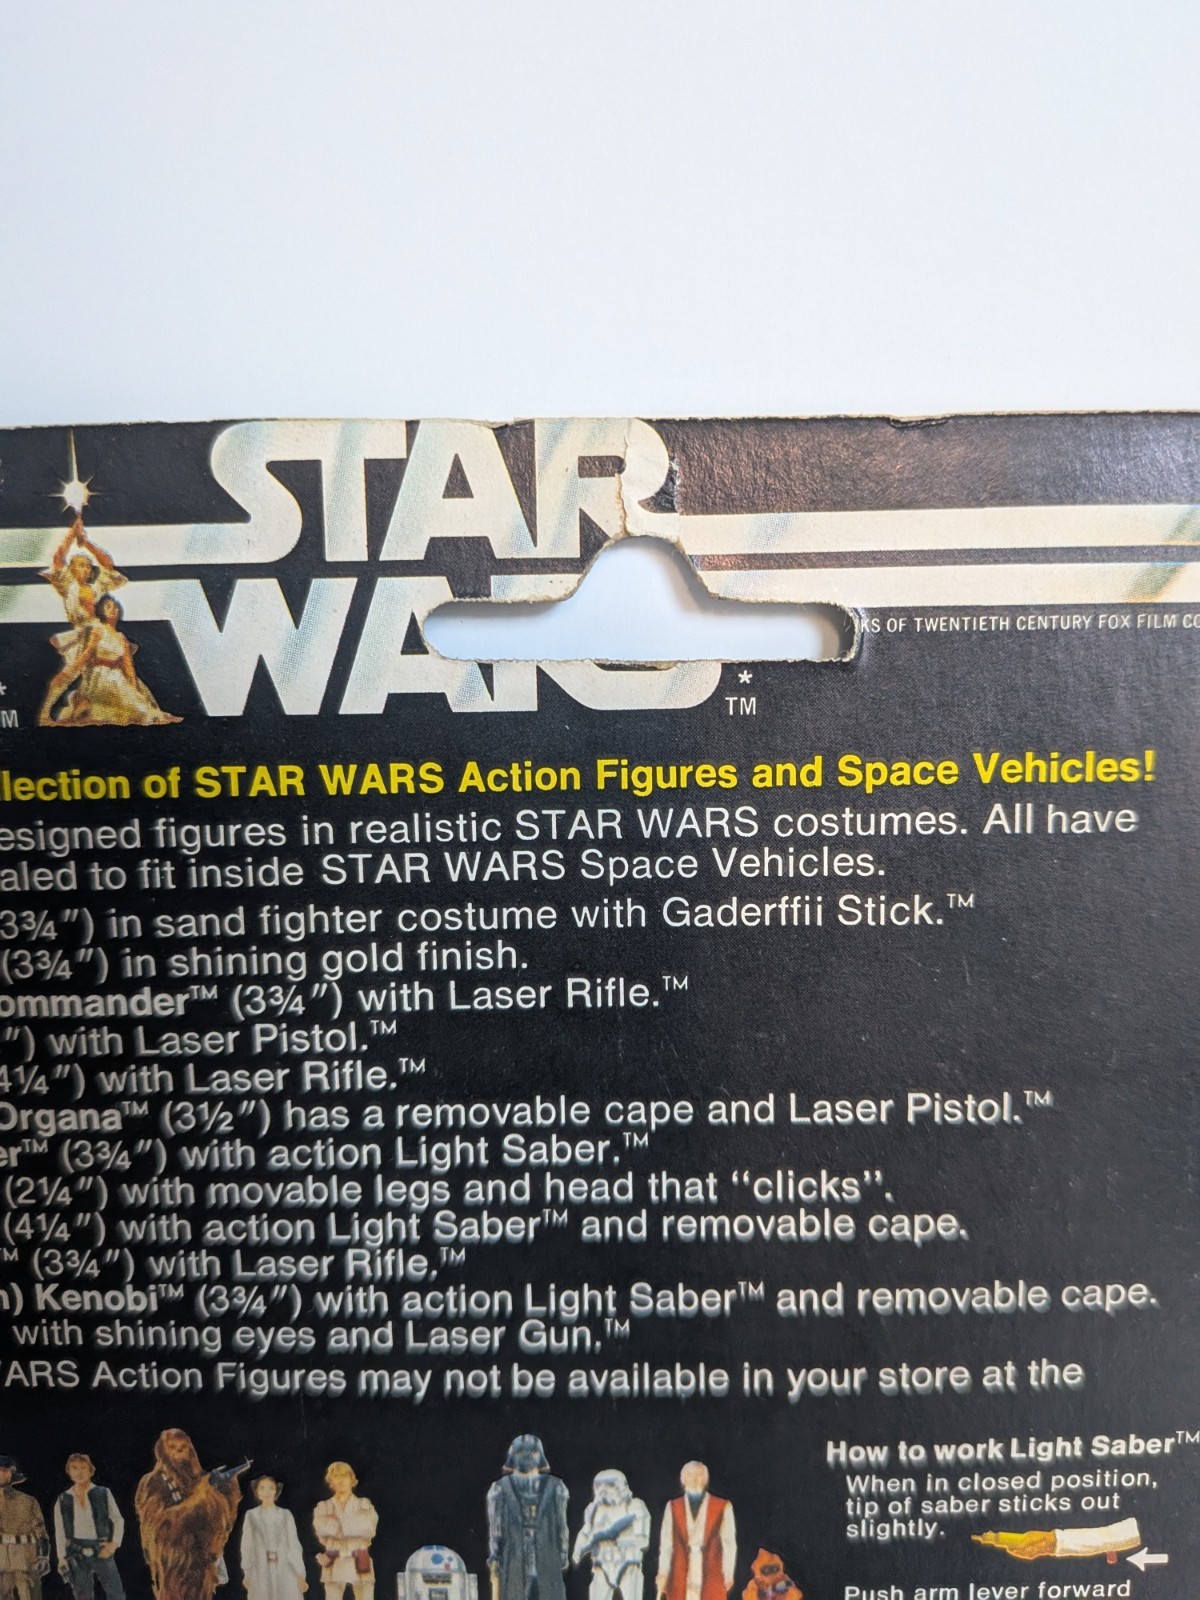 STAR
WARS
* TM
* TM
KS OF TWENTIETH CENTURY FOX FILM CO
llection of STAR WARS Action Figures and Space Vehicles!
esigned figures in realistic STAR WARS costumes. All have
aled to fit inside STAR WARS Space Vehicles.
3¾") in sand fighter costume with Gaderffii Stick.™
(3¾") in shining gold finish.
ommander™ (3¾") with Laser Rifle.™
") with Laser Pistol.™
4¼") with Laser Rifle.™
Organa™ (3½") has a removable cape and Laser Pistol.™
er™ (3¾") with action Light Saber.™
(2¼") with movable legs and head that “clicks”.
(4¼") with action Light Saber™ and removable cape.
™ (3¾") with Laser Rifle.™
n) Kenobi™ (3¾") with action Light Saber™ and removable cape.
with shining eyes and Laser Gun.™
WARS Action Figures may not be available in your store at the
How to work Light Saber™
When in closed position,
tip of saber sticks out
slightly.
Push arm lever forward